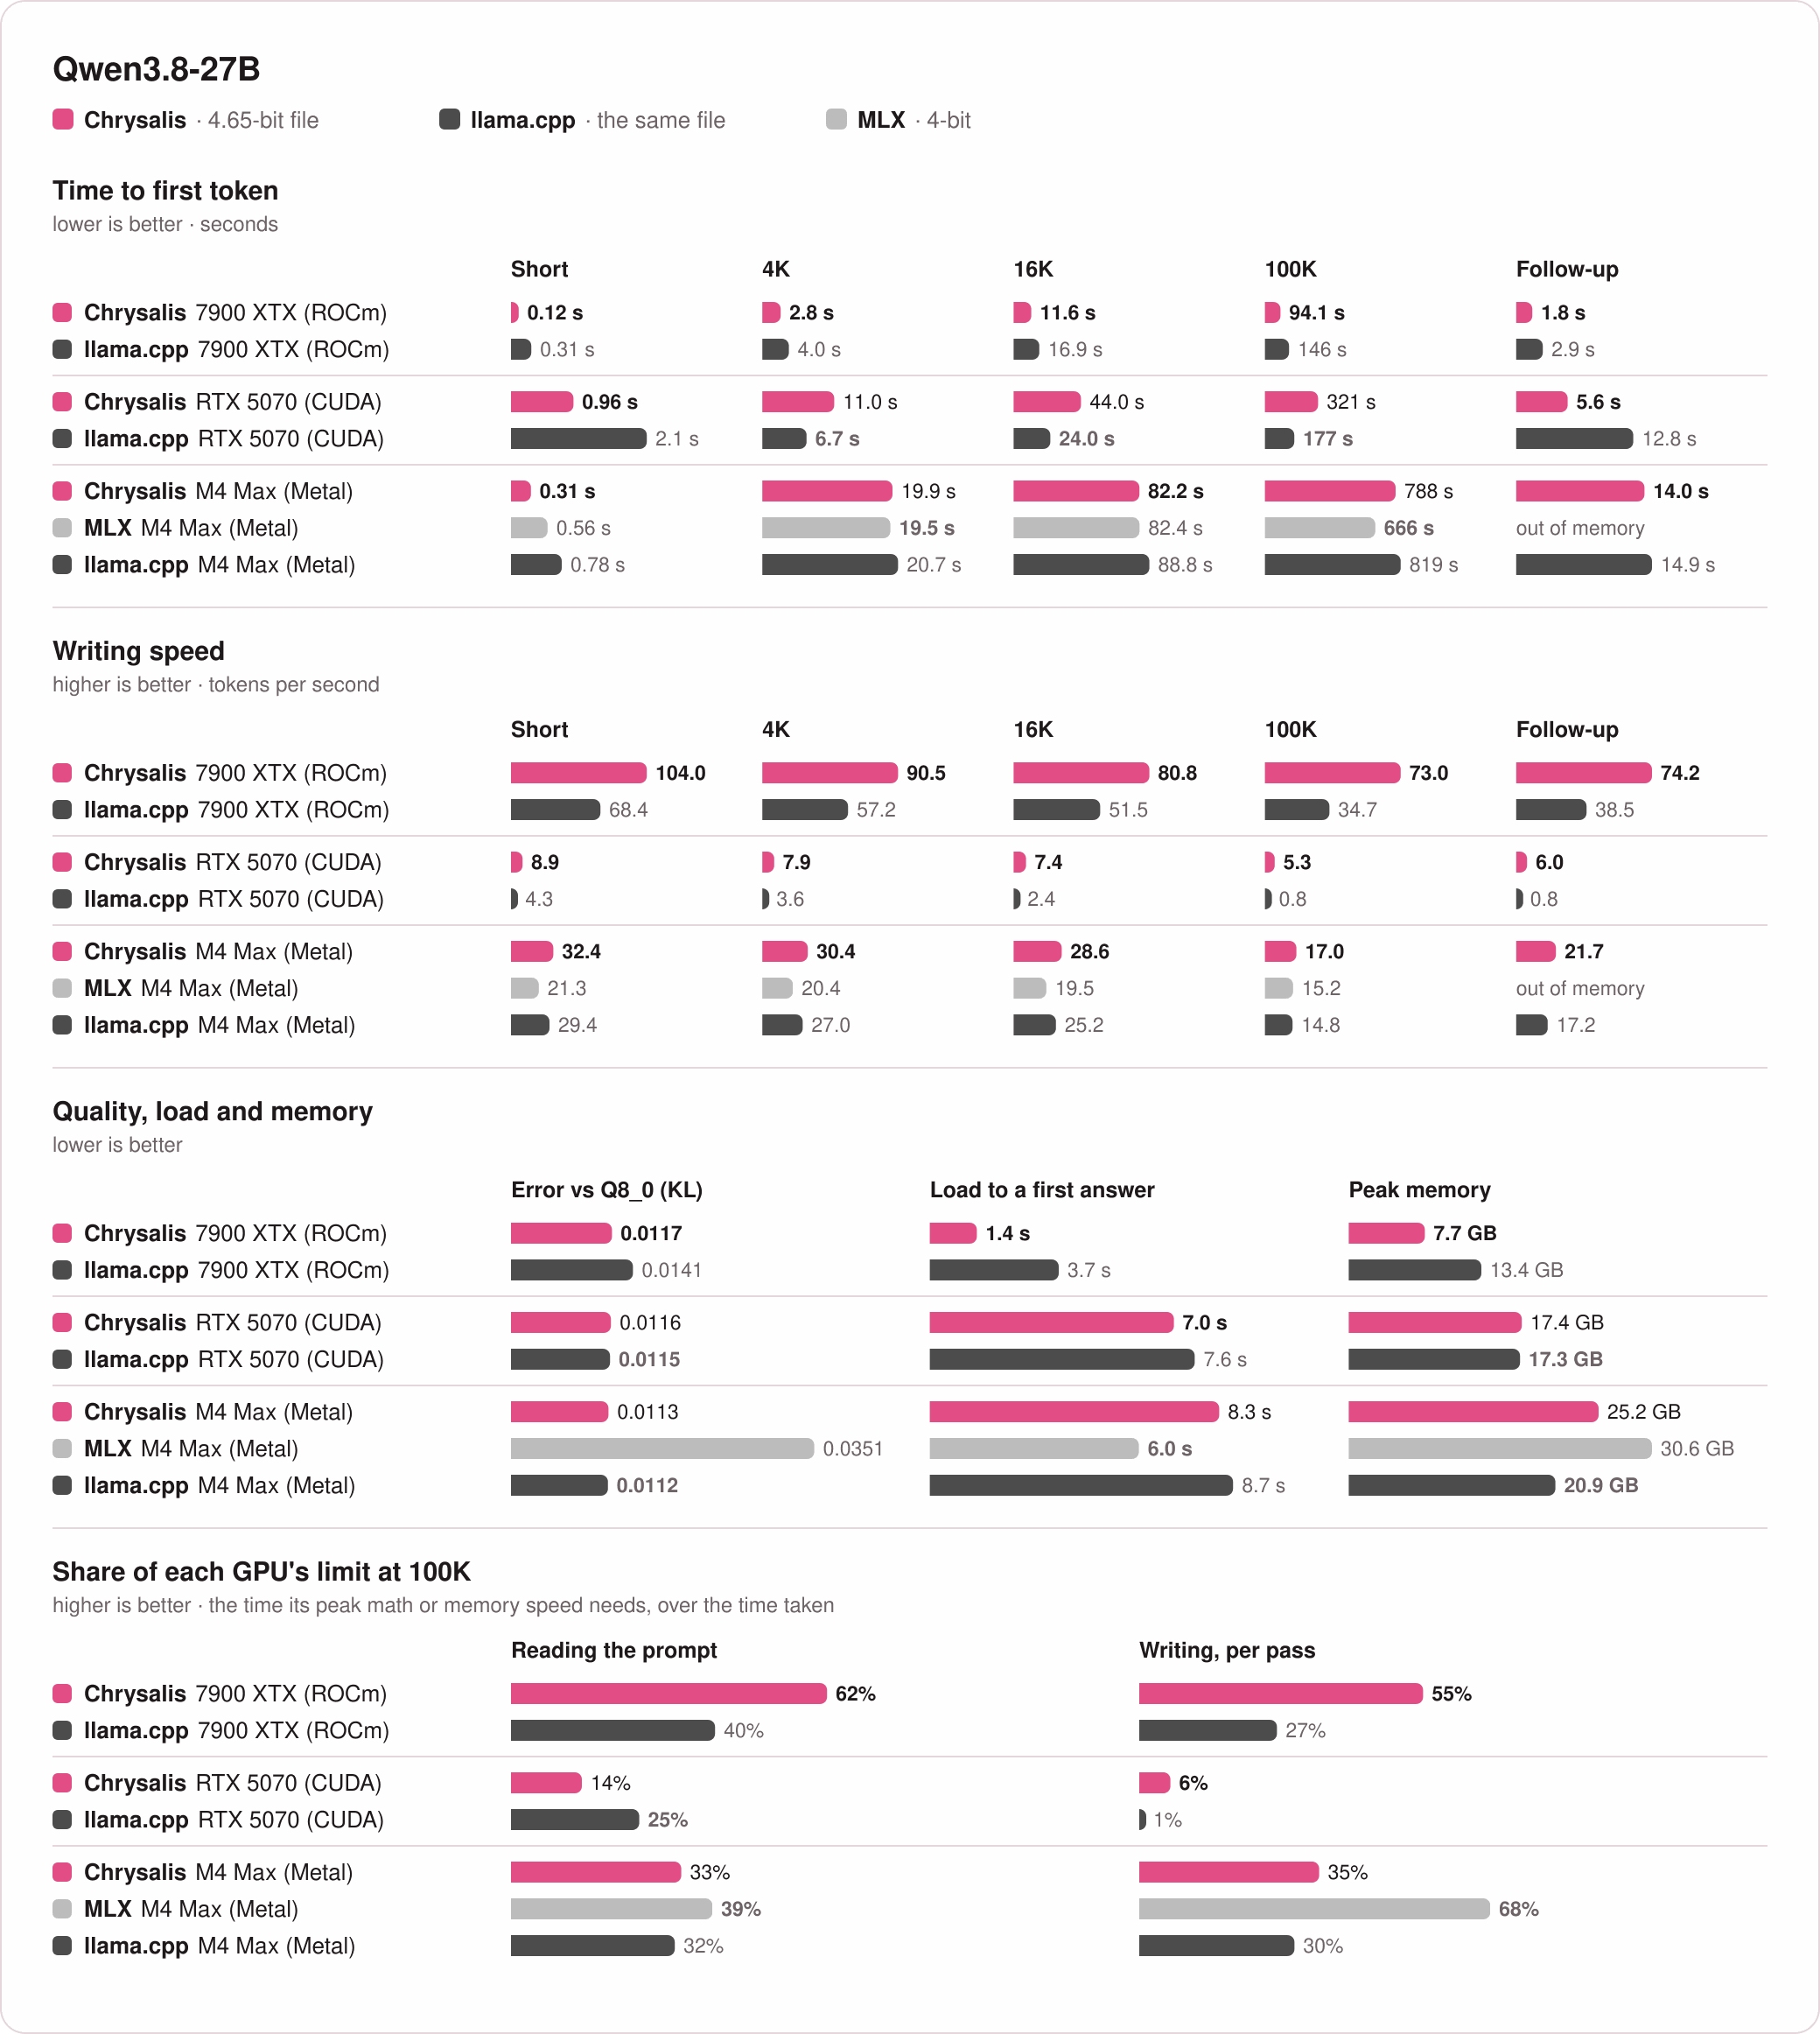 Qwen3.8-27B
Chrysalis · 4.65-bit file llama.cpp · the same file MLX · 4-bit
Time to first token
lower is better · seconds
Short 4K 16K 100K Follow-up
Chrysalis 7900 XTX (ROCm) 0.12 s 2.8 s 11.6 s 94.1 s 1.8 s
llama.cpp 7900 XTX (ROCm) 0.31 s 4.0 s 16.9 s 146 s 2.9 s
Chrysalis RTX 5070 (CUDA) 0.96 s 11.0 s 44.0 s 321 s 5.6 s
llama.cpp RTX 5070 (CUDA) 2.1 s 6.7 s 24.0 s 177 s 12.8 s
Chrysalis M4 Max (Metal) 0.31 s 19.9 s 82.2 s 788 s 14.0 s
MLX M4 Max (Metal) 0.56 s 19.5 s 82.4 s 666 s out of memory
llama.cpp M4 Max (Metal) 0.78 s 20.7 s 88.8 s 819 s 14.9 s
Writing speed
higher is better · tokens per second
Short 4K 16K 100K Follow-up
Chrysalis 7900 XTX (ROCm) 104.0 90.5 80.8 73.0 74.2
llama.cpp 7900 XTX (ROCm) 68.4 57.2 51.5 34.7 38.5
Chrysalis RTX 5070 (CUDA) 8.9 7.9 7.4 5.3 6.0
llama.cpp RTX 5070 (CUDA) 4.3 3.6 2.4 0.8 0.8
Chrysalis M4 Max (Metal) 32.4 30.4 28.6 17.0 21.7
MLX M4 Max (Metal) 21.3 20.4 19.5 15.2 out of memory
llama.cpp M4 Max (Metal) 29.4 27.0 25.2 14.8 17.2
Quality, load and memory
lower is better
Error vs Q8_0 (KL) Load to a first answer Peak memory
Chrysalis 7900 XTX (ROCm) 0.0117 1.4 s 7.7 GB
llama.cpp 7900 XTX (ROCm) 0.0141 3.7 s 13.4 GB
Chrysalis RTX 5070 (CUDA) 0.0116 7.0 s 17.4 GB
llama.cpp RTX 5070 (CUDA) 0.0115 7.6 s 17.3 GB
Chrysalis M4 Max (Metal) 0.0113 8.3 s 25.2 GB
MLX M4 Max (Metal) 0.0351 6.0 s 30.6 GB
llama.cpp M4 Max (Metal) 0.0112 8.7 s 20.9 GB
Share of each GPU's limit at 100K
higher is better · the time its peak math or memory speed needs, over the time taken
Reading the prompt Writing, per pass
Chrysalis 7900 XTX (ROCm) 62% 55%
llama.cpp 7900 XTX (ROCm) 40% 27%
Chrysalis RTX 5070 (CUDA) 14% 6%
llama.cpp RTX 5070 (CUDA) 25% 1%
Chrysalis M4 Max (Metal) 33% 35%
MLX M4 Max (Metal) 39% 68%
llama.cpp M4 Max (Metal) 32% 30%